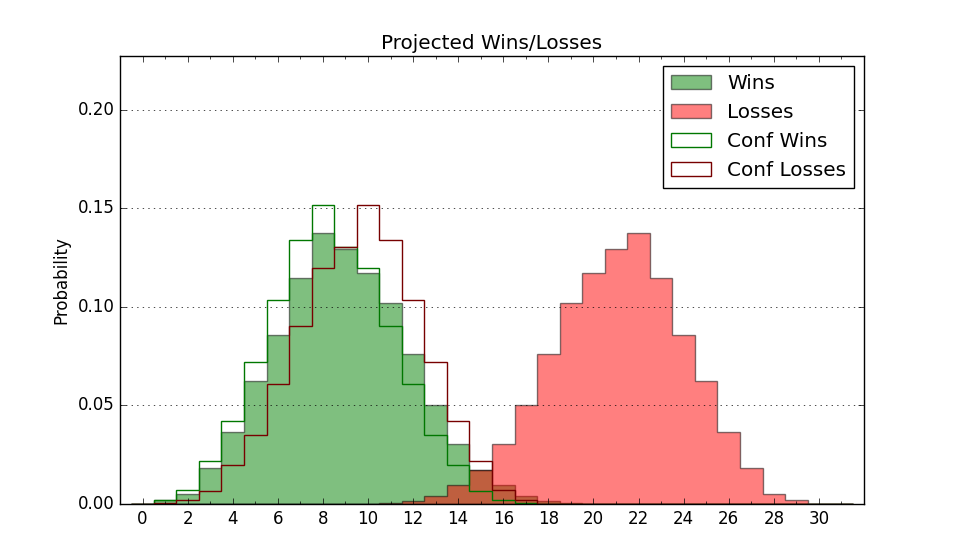 Projected Wins/Losses
Wins
Losses
Conf Wins
Conf Losses
Probability
0.20
0.15
0.10
0.05
0.00
0 2 4 6 8 10 12 14 16 18 20 22 24 26 28 30